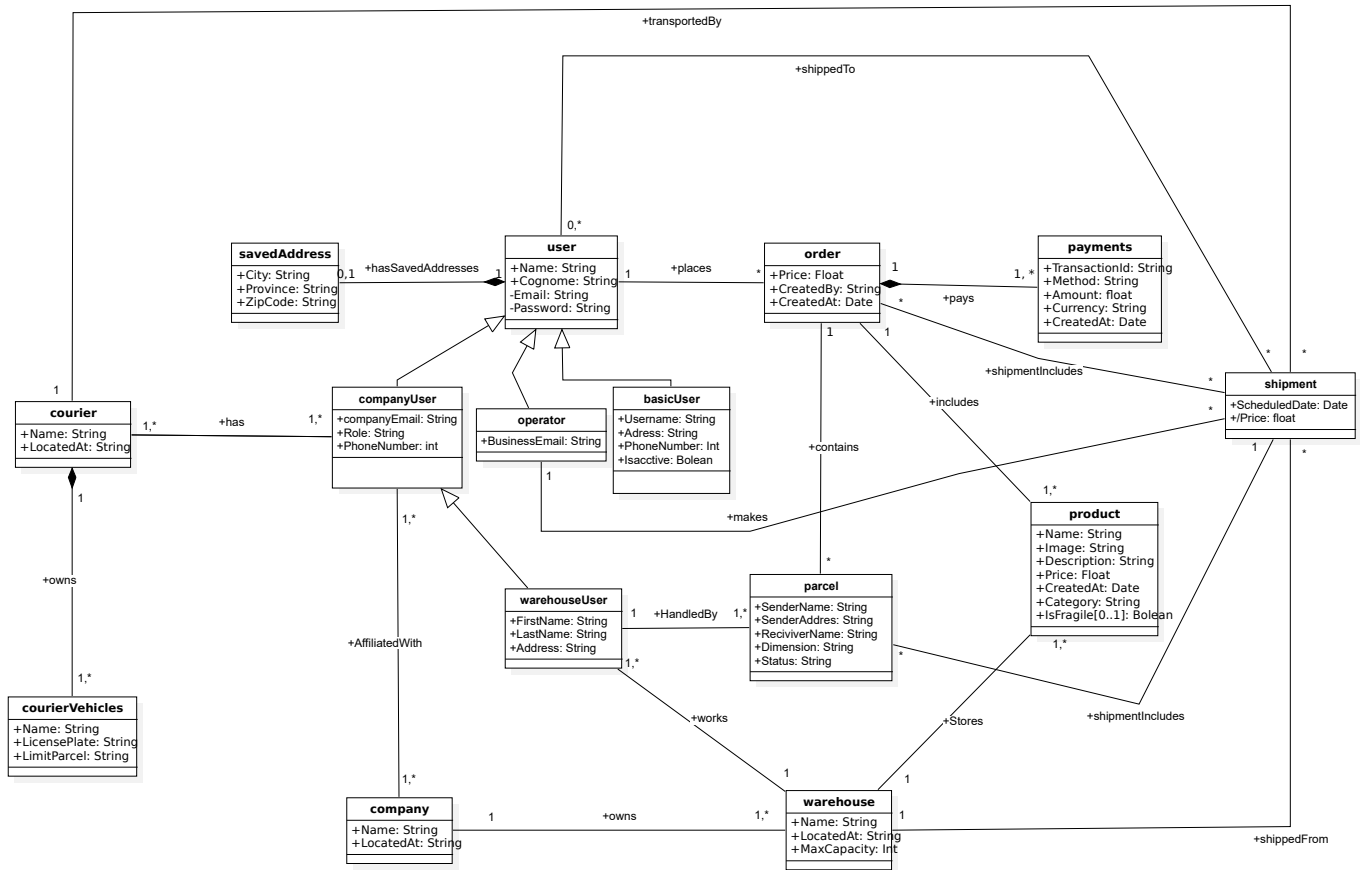 +transportedBy
+shippedTo
0,*
savedAddress
+City: String
+Province: String
+ZipCode: String
0,1
+hasSavedAddresses
1
user
+Name: String
+Cognome: String
-Email: String
-Password: String
1
+places
*
order
+Price: Float
+CreatedBy: String
+CreatedAt: Date
1
1, *
+pays
payments
+TransactionId: String
+Method: String
+Amount: float
+Currency: String
+CreatedAt: Date
*
+shipmentIncludes
*
*
*
shipment
+ScheduledDate: Date
+/Price: float
*
1
*
1
courier
+Name: String
+LocatedAt: String
1,*
+has
1,*
companyUser
+companyEmail: String
+Role: String
+PhoneNumber: int
operator
+BusinessEmail: String
1
basicUser
+Username: String
+Adress: String
+PhoneNumber: Int
+Isacctive: Bolean
1
1
+includes
+contains
1
1,*
+makes
1,*
product
+Name: String
+Image: String
+Description: String
+Price: Float
+CreatedAt: Date
+Category: String
+IsFragile[0..1]: Bolean
1,*
*
+owns
warehouseUser
+FirstName: String
+LastName: String
+Address: String
1
+HandledBy
1,*
parcel
+SenderName: String
+SenderAddres: String
+ReciviverName: String
+Dimension: String
+Status: String
*
1,*
+AffiliatedWith
1,*
courierVehicles
+Name: String
+LicensePlate: String
+LimitParcel: String
+works
+Stores
+shipmentIncludes
1,*
1
1
company
+Name: String
+LocatedAt: String
1
+owns
1,*
warehouse
+Name: String
+LocatedAt: String
+MaxCapacity: Int
1
+shippedFrom